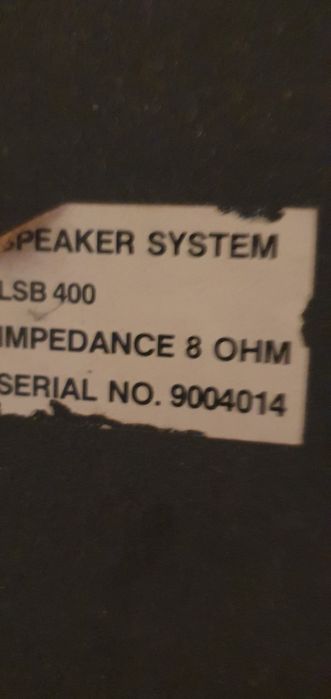 SPEAKER SYSTEM
LSB 400
IMPEDANCE 8 OHM
SERIAL NO. 9004014